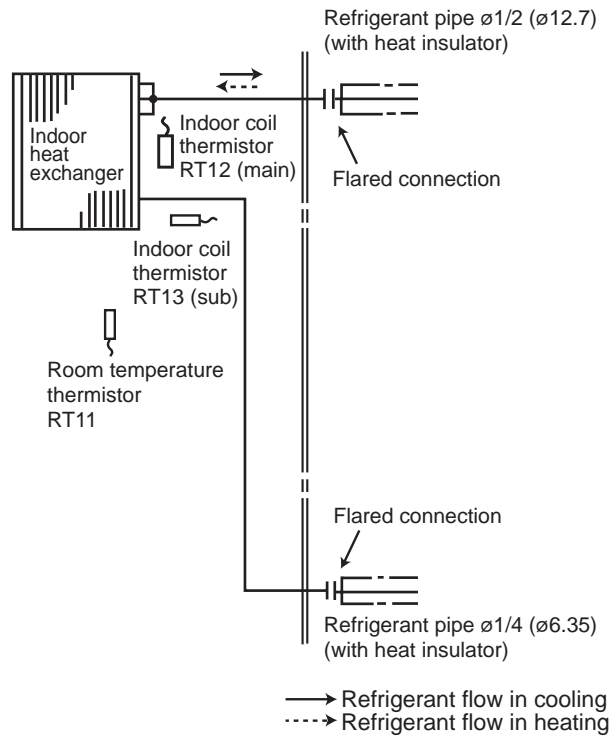 Refrigerant pipe ø1/2 (ø12.7)
(with heat insulator)
Indoor
heat
exchanger
Indoor coil
thermistor
RT12 (main)
Flared connection
Indoor coil
thermistor
RT13 (sub)
Room temperature
thermistor
RT11
Flared connection
Refrigerant pipe ø1/4 (ø6.35)
(with heat insulator)
Refrigerant flow in cooling
Refrigerant flow in heating